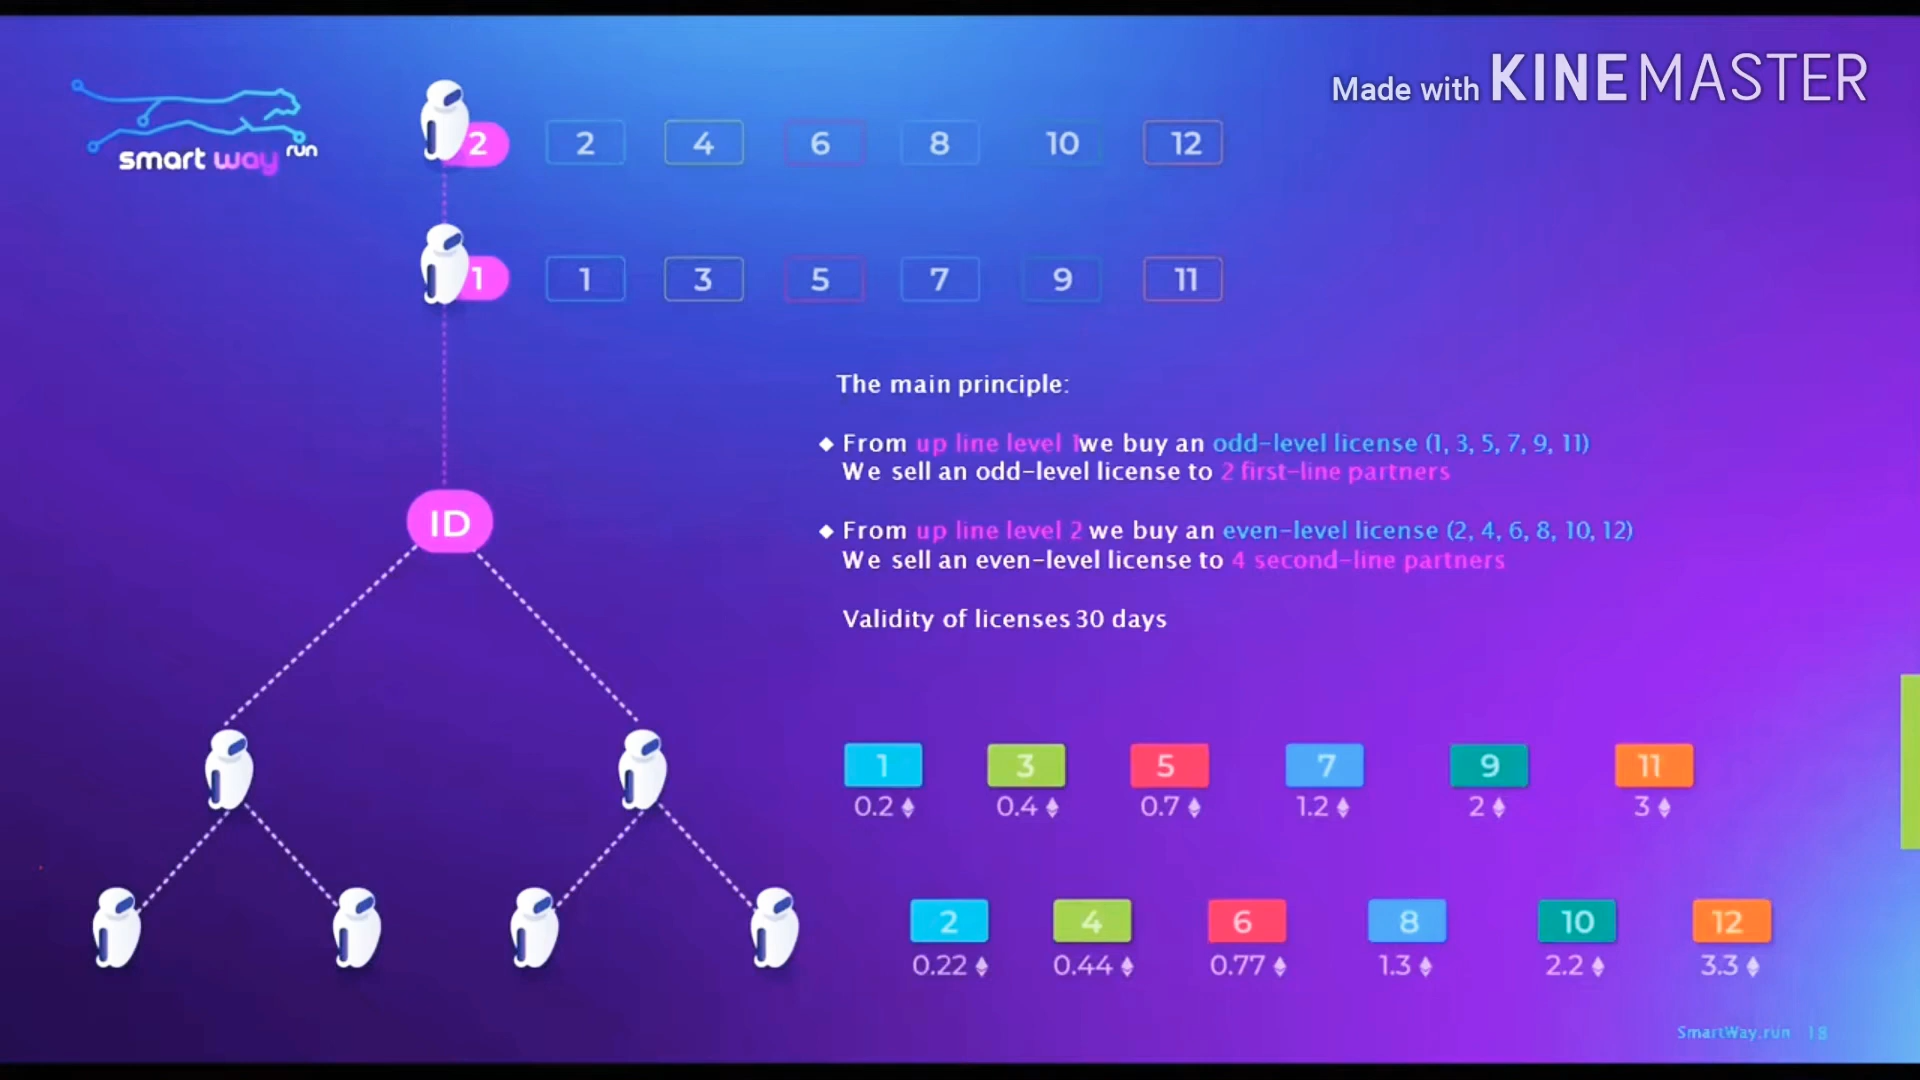 Made with KINEMASTER
smart way run
2 2 4 6 8 10 12
1 1 3 5 7 9 11
The main principle:
◆ From up line level 1we buy an odd-level license (1, 3, 5, 7, 9, 11)
We sell an odd-level license to 2 first-line partners
ID
◆ From up line level 2 we buy an even-level license (2, 4, 6, 8, 10, 12)
We sell an even-level license to 4 second-line partners
Validity of licenses 30 days
1 3 5 7 9 11
0.2 0.4 0.7 1.2 2 3
2 4 6 8 10 12
0.22 0.44 0.77 1.3 2.2 3.3
SmartWay.run 18